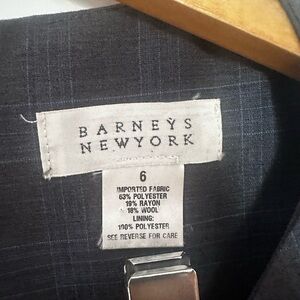 BARNEYS
NEWYORK
6
IMPORTED FABRIC
63% POLYESTER
19% RAYON
18% WOOL
LINING:
100% POLYESTER
SEE REVERSE FOR CARE